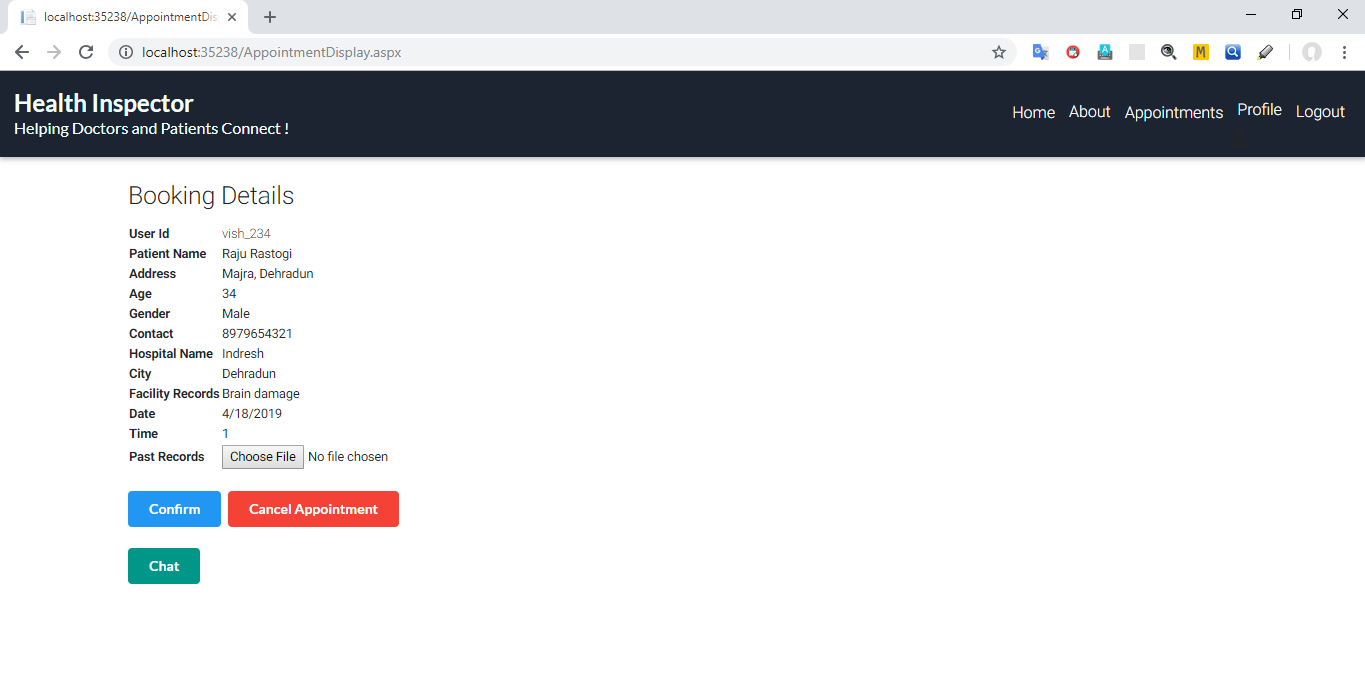 localhost:35238/AppointmentDis
localhost:35238/AppointmentDisplay.aspx
Health Inspector
Helping Doctors and Patients Connect !
Home About Appointments Profile Logout
Booking Details
User Id vish_234
Patient Name Raju Rastogi
Address Majra, Dehradun
Age 34
Gender Male
Contact 8979654321
Hospital Name Indresh
City Dehradun
Facility Records Brain damage
Date 4/18/2019
Time 1
Past Records Choose File No file chosen
Confirm Cancel Appointment
Chat